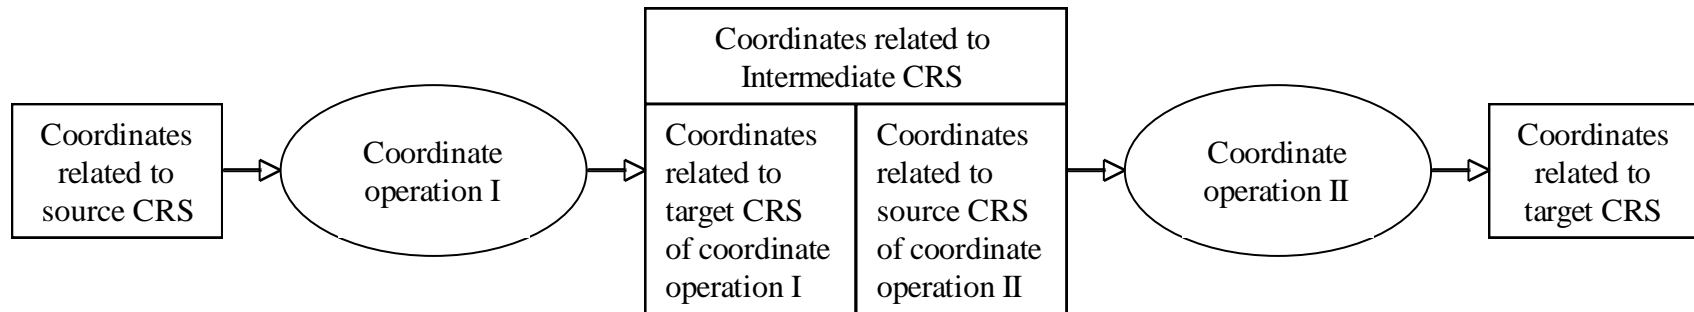 Coordinates
related to
source CRS
Coordinate
operation I
Coordinates related to
Intermediate CRS
Coordinates
related to
target CRS
of coordinate
operation I
Coordinates
related to
source CRS
of coordinate
operation II
Coordinate
operation II
Coordinates
related to
target CRS